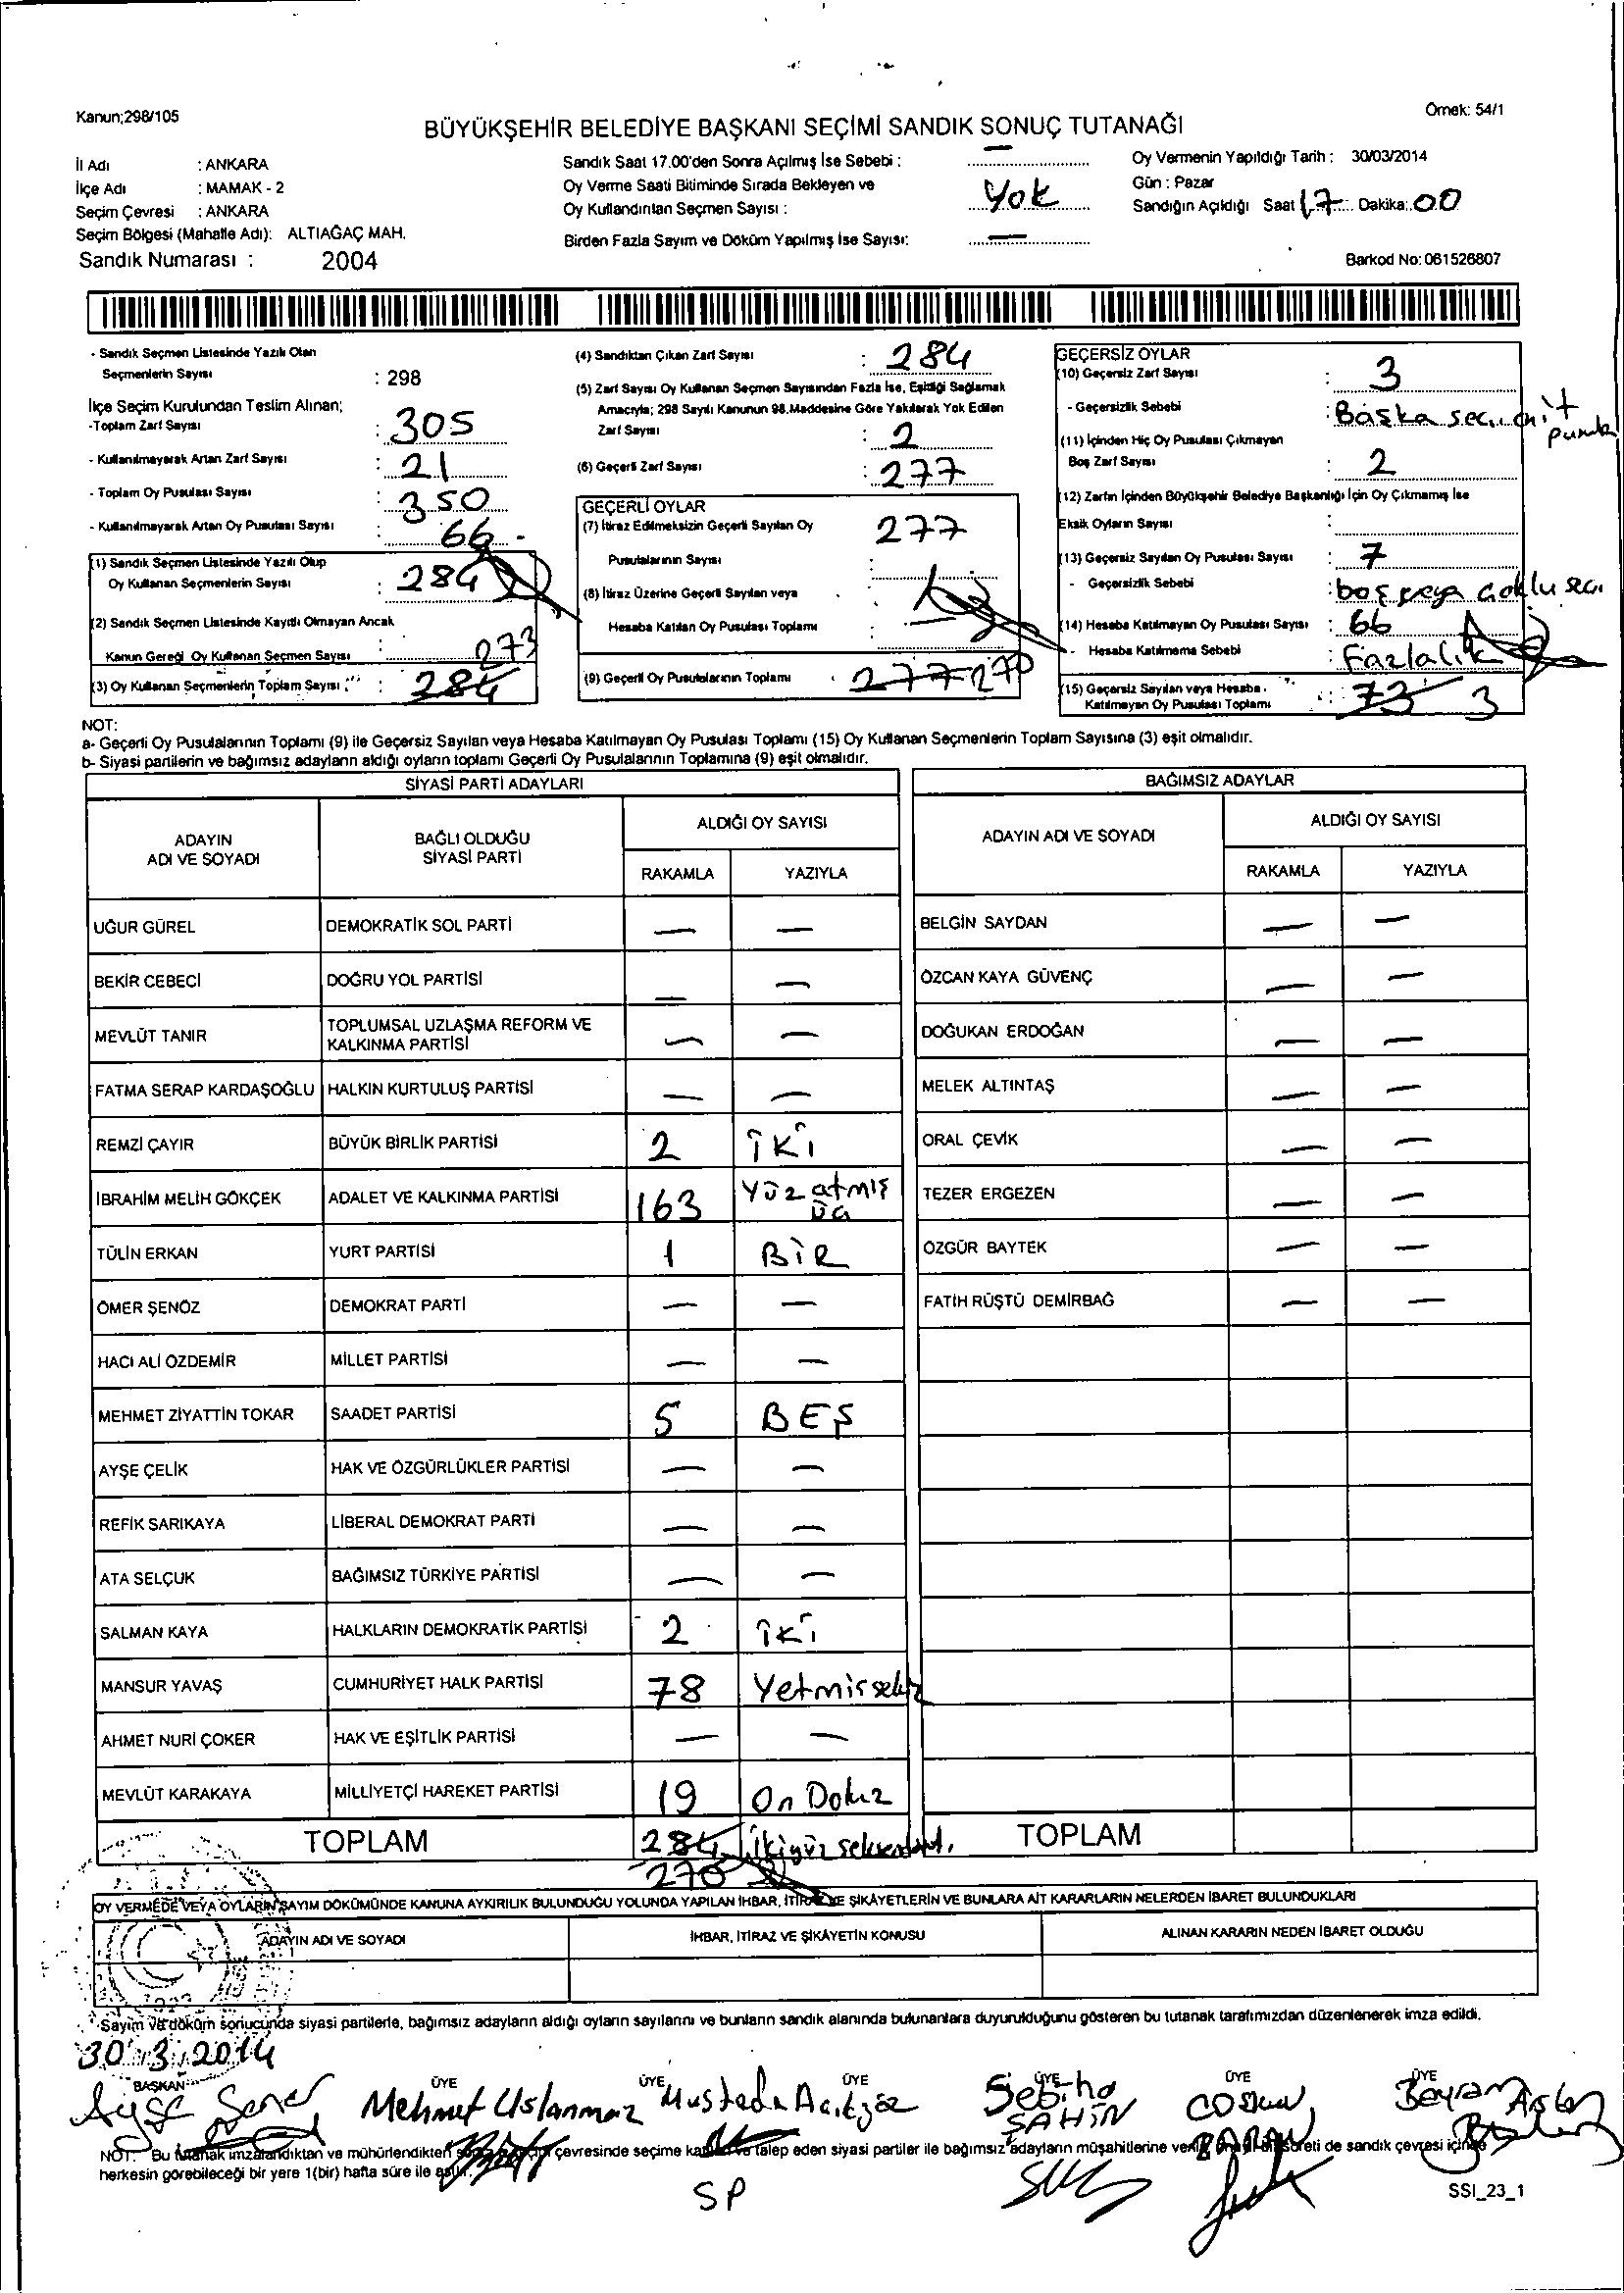 Kanun;298/105
Örnek: 54/1
BÜYÜKŞEHİR BELEDİYE BAŞKANI SEÇİMİ SANDIK SONUÇ TUTANAĞI
İl Adı : ANKARA
İlçe Adı : MAMAK - 2
Seçim Çevresi : ANKARA
Seçim Bölgesi (Mahalle Adı): ALTIAĞAÇ MAH.
Sandık Numarası : 2004
Sandık Saat 17.00'den Sonra Açılmış İse Sebebi : —
Oy Verme Saati Bitiminde Sırada Bekleyen ve
Oy Kullandırılan Seçmen Sayısı : Yok
Birden Fazla Sayım ve Döküm Yapılmış İse Sayısı: —
Oy Vermenin Yapıldığı Tarih : 30/03/2014
Gün : Pazar
Sandığın Açıldığı Saat 17 Dakika: 00
Barkod No: 061526807
- Sandık Seçmen Listesinde Yazılı Olan
Seçmenlerin Sayısı : 298
İlçe Seçim Kurulundan Teslim Alınan;
-Toplam Zarf Sayısı : 305
- Kullanılmayarak Artan Zarf Sayısı : 21
- Toplam Oy Pusulası Sayısı : 350
- Kullanılmayarak Artan Oy Pusulası Sayısı : 66
(1) Sandık Seçmen Listesinde Yazılı Olup
Oy Kullanan Seçmenlerin Sayısı : 284
(2) Sandık Seçmen Listesinde Kayıtlı Olmayan Ancak
Kanun Gereği Oy Kullanan Seçmen Sayısı :
273
(3) Oy Kullanan Seçmenlerin Toplam Sayısı : 284
(4) Sandıktan Çıkan Zarf Sayısı : 284
(5) Zarf Sayısı Oy Kullanan Seçmen Sayısından Fazla İse, Eşitliği Sağlamak
Amacıyla; 298 Sayılı Kanunun 98.Maddesine Göre Yakılarak Yok Edilen
Zarf Sayısı : 2
(6) Geçerli Zarf Sayısı : 277
GEÇERLİ OYLAR
(7) İtiraz Edilmeksizin Geçerli Sayılan Oy 277
Pusulalarının Sayısı :
(8) İtiraz Üzerine Geçerli Sayılan veya :
Hesaba Katılan Oy Pusulası Toplamı :
(9) Geçerli Oy Pusulalarının Toplamı 277 270
GEÇERSİZ OYLAR
(10) Geçersiz Zarf Sayısı : 3
- Geçersizlik Sebebi : Başka
(11) İçinden Hiç Oy Pusulası Çıkmayan
Boş Zarf Sayısı : 2
(12) Zarfın İçinden Büyükşehir Belediye Başkanlığı İçin Oy Çıkmamış İse
Eksik Oyların Sayısı :
(13) Geçersiz Sayılan Oy Pusulası Sayısı : 7
- Geçersizlik Sebebi : boş veya çoklu seçi
(14) Hesaba Katılmayan Oy Pusulası Sayısı : 66
- Hesaba Katılmama Sebebi : Fazlalık
(15) Geçersiz Sayılan veya Hesaba
Katılmayan Oy Pusulası Toplamı : 73 3
NOT:
a- Geçerli Oy Pusulalarının Toplamı (9) ile Geçersiz Sayılan veya Hesaba Katılmayan Oy Pusulası Toplamı (15) Oy Kullanan Seçmenlerin Toplam Sayısına (3) eşit olmalıdır.
b- Siyasi partilerin ve bağımsız adayların aldığı oyların toplamı Geçerli Oy Pusulalarının Toplamına (9) eşit olmalıdır.
SİYASİ PARTİ ADAYLARI
ADAYIN ADI VE SOYADI
BAĞLI OLDUĞU SİYASİ PARTİ
ALDIĞI OY SAYISI
RAKAMLA YAZIYLA
UĞUR GÜREL DEMOKRATİK SOL PARTİ — —
BEKİR CEBECİ DOĞRU YOL PARTİSİ — —
MEVLÜT TANIR TOPLUMSAL UZLAŞMA REFORM VE KALKINMA PARTİSİ — —
FATMA SERAP KARDAŞOĞLU HALKIN KURTULUŞ PARTİSİ — —
REMZİ ÇAYIR BÜYÜK BİRLİK PARTİSİ 2 İKİ
İBRAHİM MELİH GÖKÇEK ADALET VE KALKINMA PARTİSİ 163 Yüz atmış üç
TÜLİN ERKAN YURT PARTİSİ 1 BİR
ÖMER ŞENÖZ DEMOKRAT PARTİ — —
HACI ALİ ÖZDEMİR MİLLET PARTİSİ — —
MEHMET ZİYATTİN TOKAR SAADET PARTİSİ 5 BEŞ
AYŞE ÇELİK HAK VE ÖZGÜRLÜKLER PARTİSİ — —
REFİK SARIKAYA LİBERAL DEMOKRAT PARTİ — —
ATA SELÇUK BAĞIMSIZ TÜRKİYE PARTİSİ — —
SALMAN KAYA HALKLARIN DEMOKRATİK PARTİSİ 2 İKİ
MANSUR YAVAŞ CUMHURİYET HALK PARTİSİ 78 Yetmiş sekiz
AHMET NURİ ÇOKER HAK VE EŞİTLİK PARTİSİ — —
MEVLÜT KARAKAYA MİLLİYETÇİ HAREKET PARTİSİ 19 On Dokuz
TOPLAM 284 İkiyüz seksendört.
270
BAĞIMSIZ ADAYLAR
ADAYIN ADI VE SOYADI
ALDIĞI OY SAYISI
RAKAMLA YAZIYLA
BELGİN SAYDAN — —
ÖZCAN KAYA GÜVENÇ — —
DOĞUKAN ERDOĞAN — —
MELEK ALTINTAŞ — —
ORAL ÇEVİK — —
TEZER ERGEZEN — —
ÖZGÜR BAYTEK — —
FATİH RÜŞTÜ DEMİRBAĞ — —
TOPLAM
OY VERMEDE VEYA OYLARIN SAYIM DÖKÜMÜNDE KANUNA AYKIRILIK BULUNDUĞU YOLUNDA YAPILAN İHBAR, İTİRAZ VE ŞİKÂYETLERİN VE BUNLARA AİT KARARLARIN NELERDEN İBARET BULUNDUKLARI
ADAYIN ADI VE SOYADI İHBAR, İTİRAZ VE ŞİKÂYETİN KONUSU ALINAN KARARIN NEDEN İBARET OLDUĞU
Sayım ve döküm sonucunda siyasi partilerle, bağımsız adayların aldığı oyların sayılarını ve bunların sandık alanında bulunanlara duyurulduğunu gösteren bu tutanak tarafımızdan düzenlenerek imza edildi.
30.3.2014
BAŞKAN ÜYE ÜYE ÜYE ÜYE ÜYE ÜYE
Ayşe Şener Mehmet Uslanmaz Mustafa Açıkgöz Sebiha ŞAHİN COŞKUN BARAN Bayram Aslan
NOT: Bu tutanak imzalandıktan ve mühürlendikten çevresinde seçime katılan ve talep eden siyasi partiler ile bağımsız adayların müşahitlerine sureti de sandık çevresi içinde
herkesin görebileceği bir yere 1(bir) hafta süre ile asılır.
SP
SSI_23_1